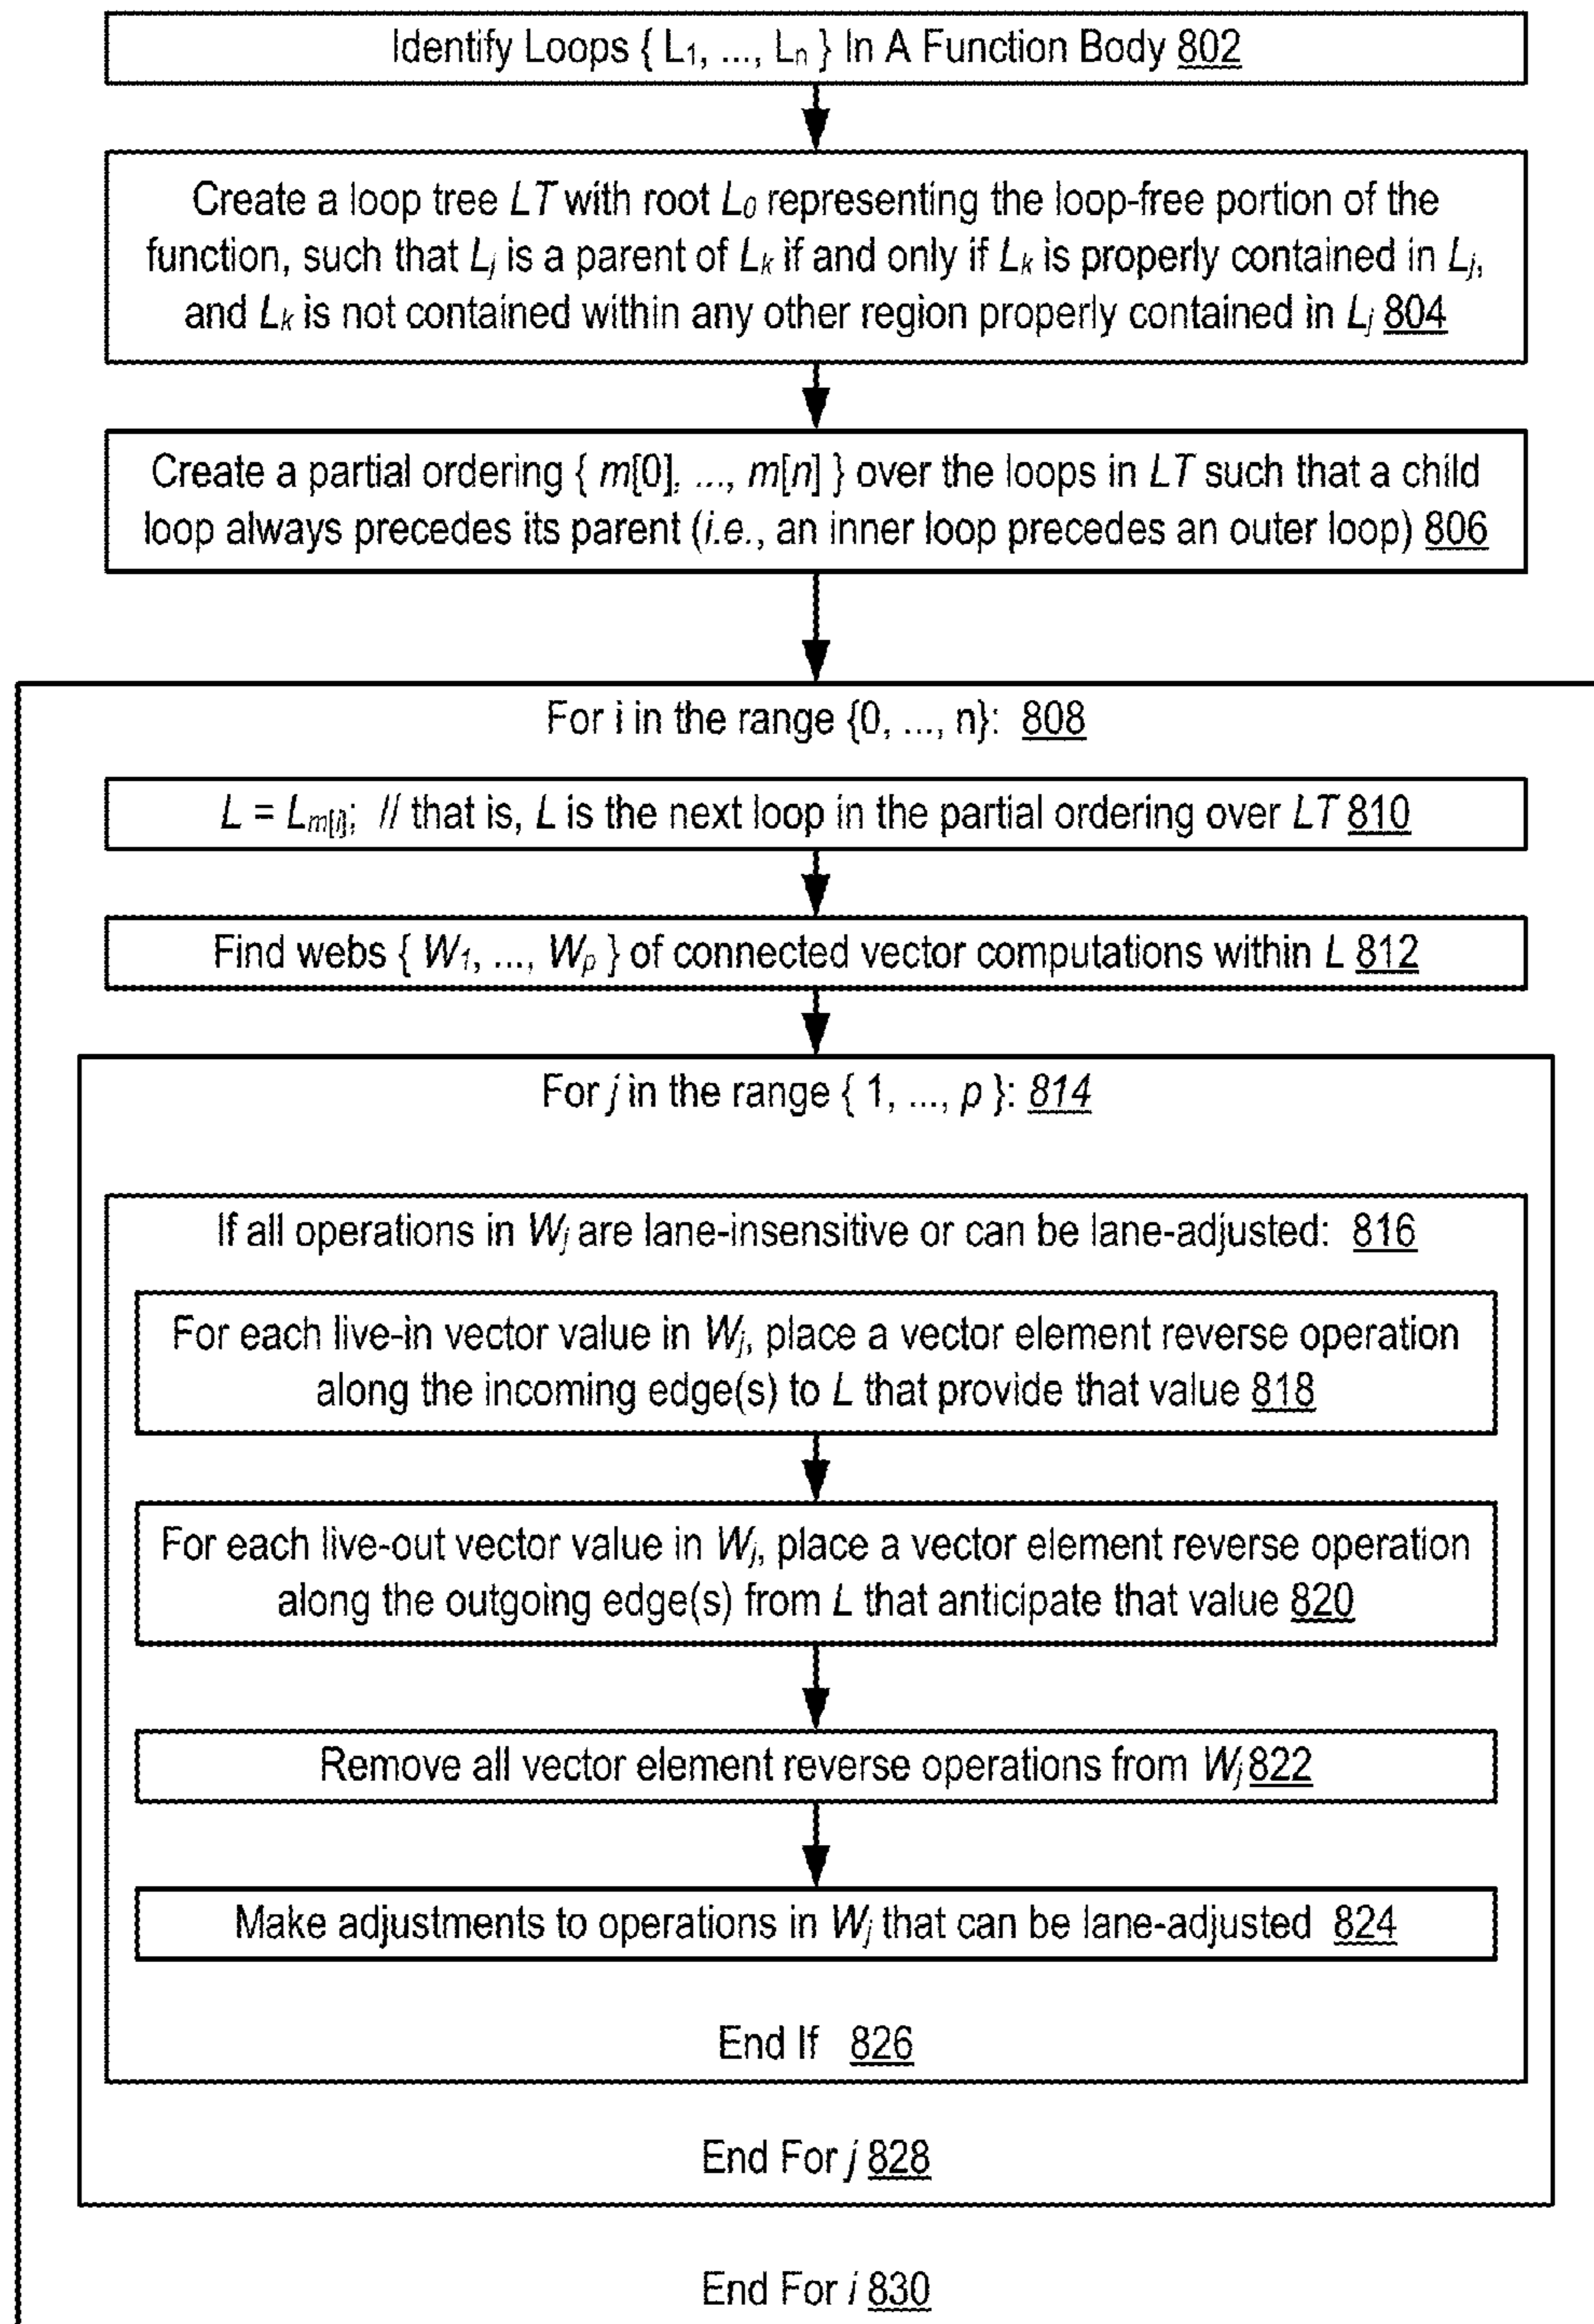 Identify Loops { L1, ..., Ln } In A Function Body 802
Create a loop tree LT with root L0 representing the loop-free portion of the
function, such that Lj is a parent of Lk if and only if Lk is properly contained in Lj,
and Lk is not contained within any other region properly contained in Lj 804
Create a partial ordering { m[0], ..., m[n] } over the loops in LT such that a child
loop always precedes its parent (i.e., an inner loop precedes an outer loop) 806
For i in the range {0, ..., n}: 808
L = Lm[i]; // that is, L is the next loop in the partial ordering over LT 810
Find webs { W1, ..., Wp } of connected vector computations within L 812
For j in the range { 1, ..., p }: 814
If all operations in Wj are lane-insensitive or can be lane-adjusted: 816
For each live-in vector value in Wj, place a vector element reverse operation
along the incoming edge(s) to L that provide that value 818
For each live-out vector value in Wj, place a vector element reverse operation
along the outgoing edge(s) from L that anticipate that value 820
Remove all vector element reverse operations from Wj 822
Make adjustments to operations in Wj that can be lane-adjusted 824
End If 826
End For j 828
End For i 830